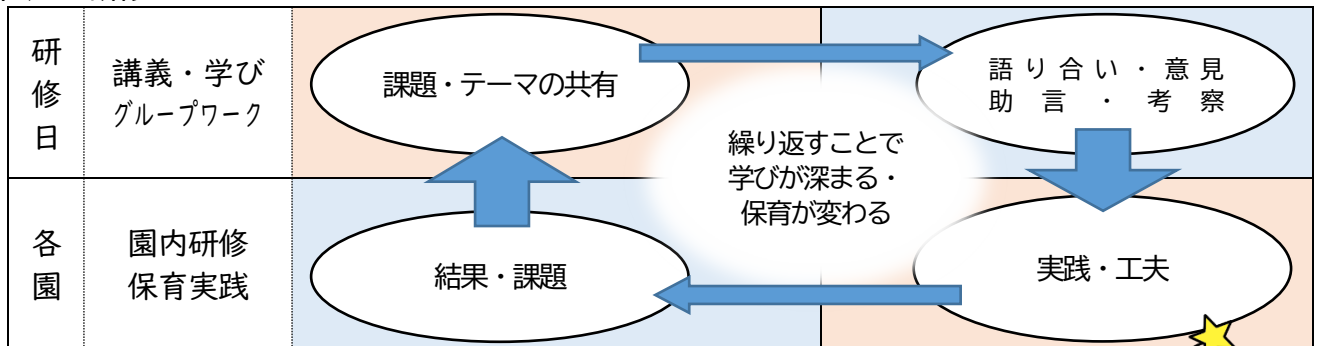 研修日
講義・学び
グループワーク
課題・テーマの共有
語り合い・意見
助言・考察
繰り返すことで
学びが深まる・
保育が変わる
各園
園内研修
保育実践
結果・課題
実践・工夫